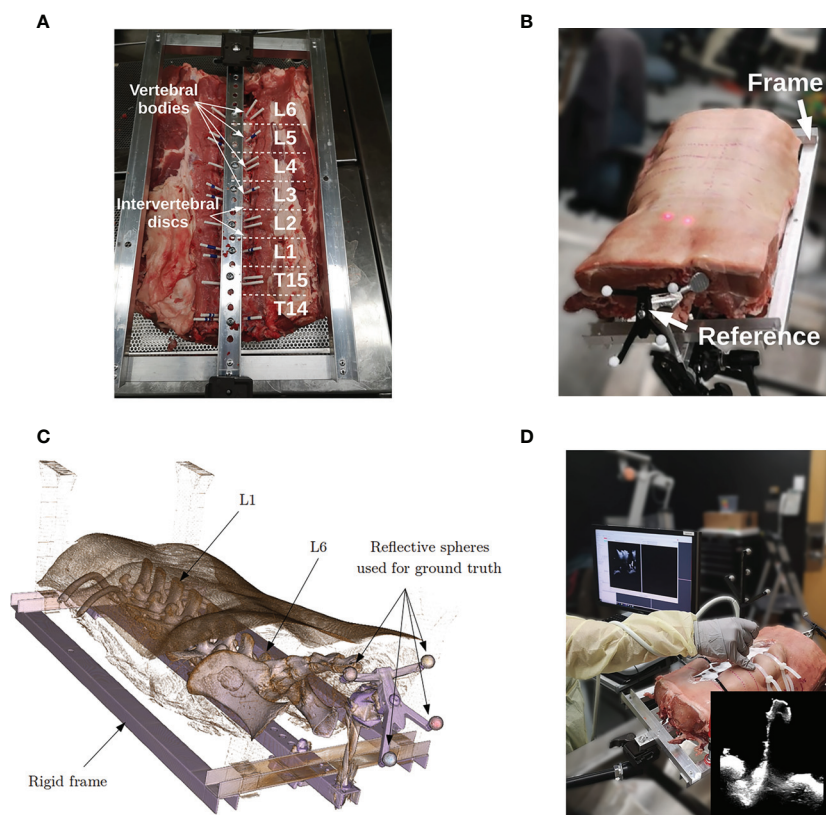 A
Vertebral
bodies
L6
L5
L4
L3
Intervertebral
discs
L2
L1
T15
T14
B
Frame
Reference
C
L1
L6
Reflective spheres
used for ground truth
Rigid frame
D